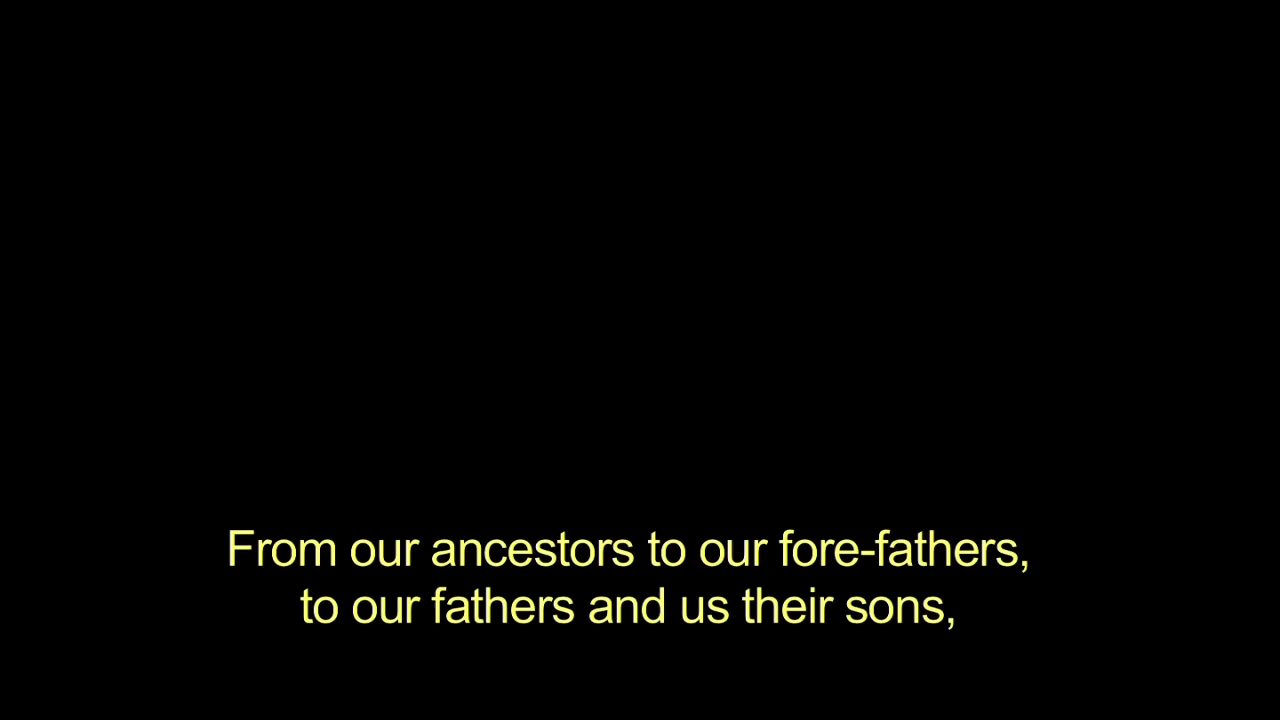 From our ancestors to our fore-fathers,
to our fathers and us their sons,